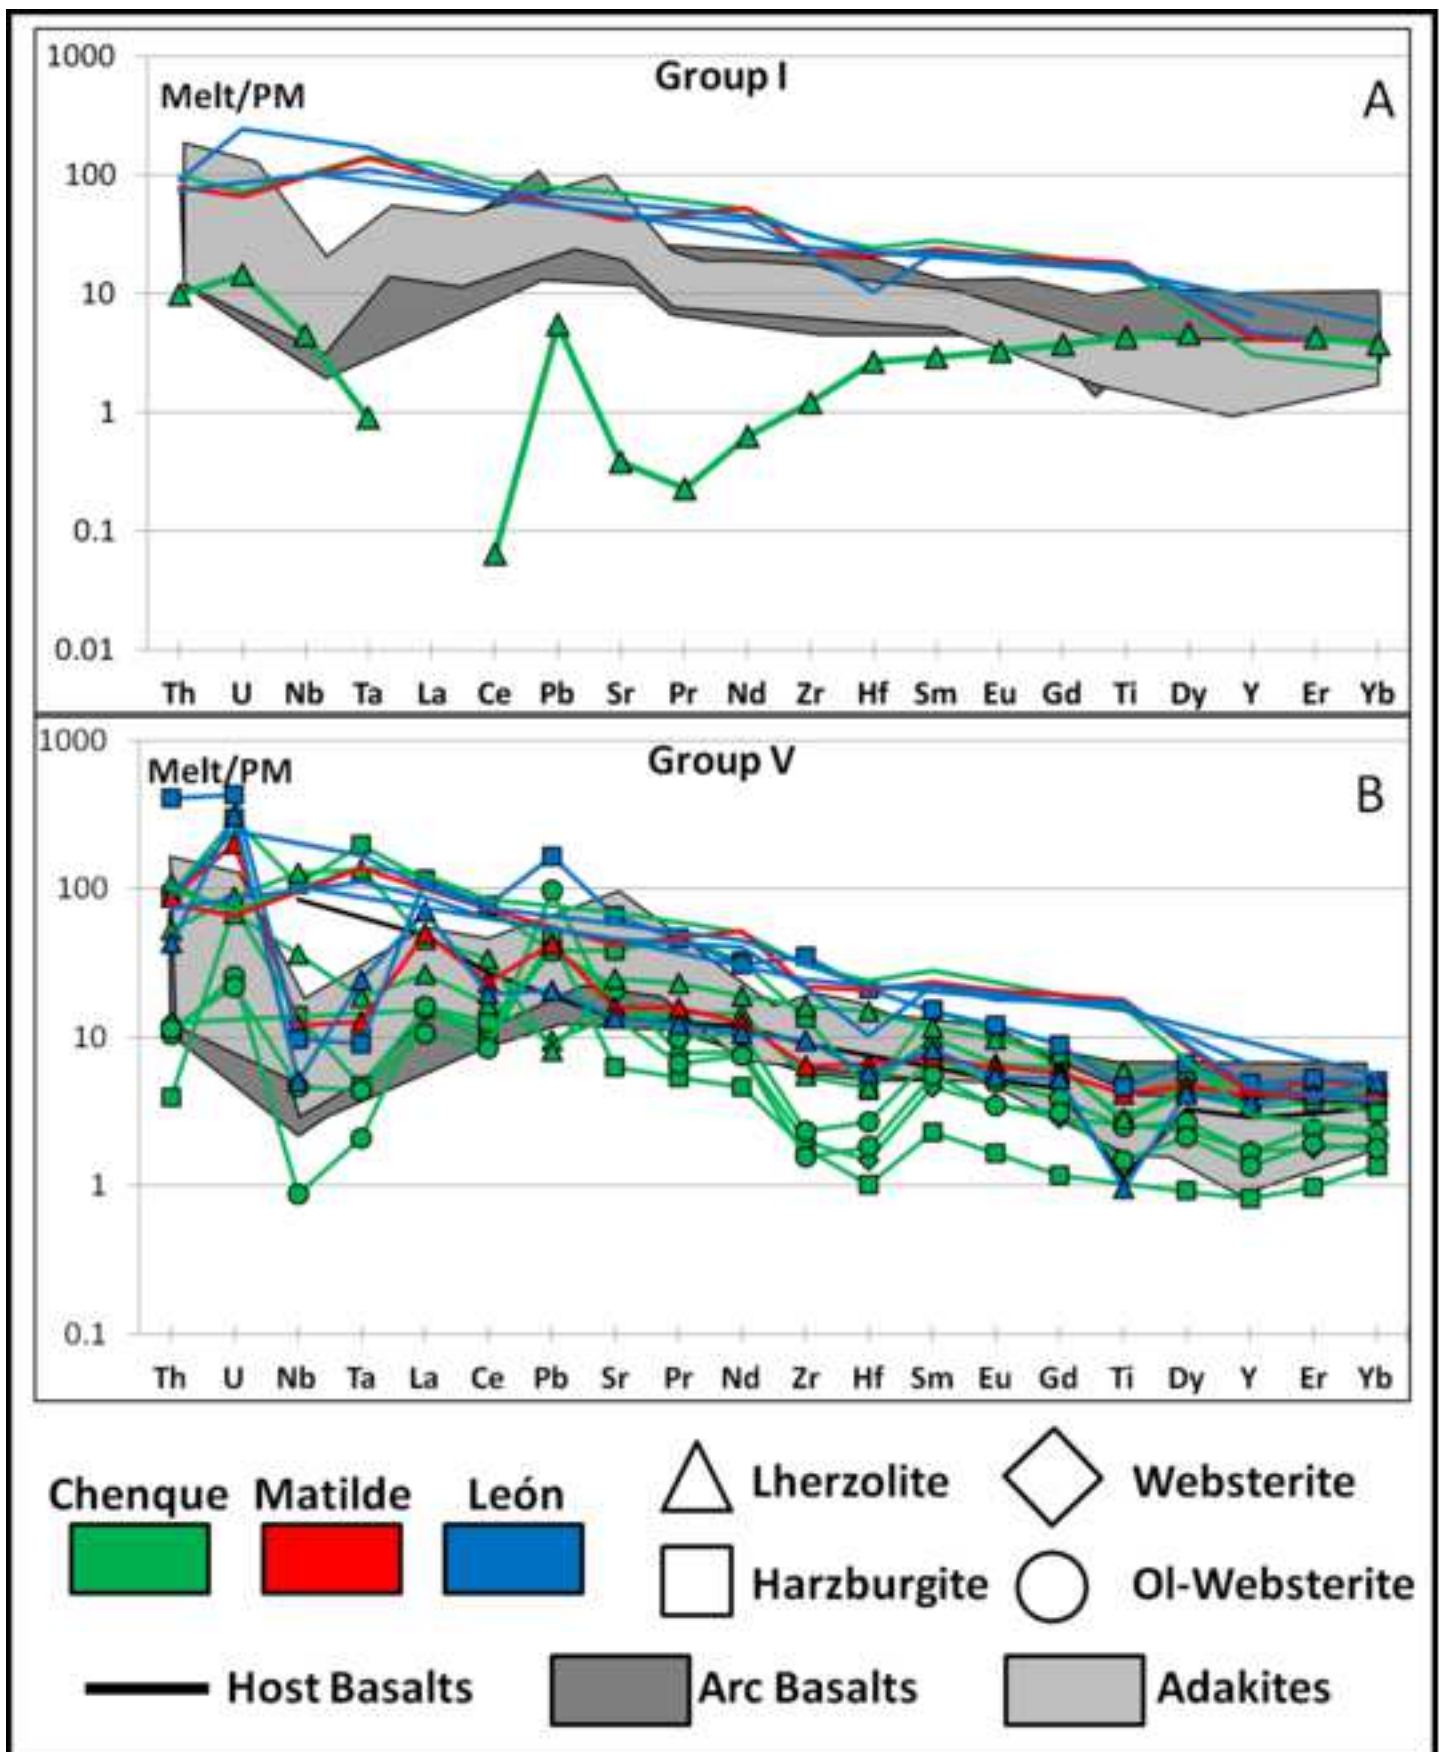 Group I
A
Melt/PM
1000
100
10
1
0.1
0.01
Th U Nb Ta La Ce Pb Sr Pr Nd Zr Hf Sm Eu Gd Ti Dy Y Er Yb
Group V
B
Melt/PM
1000
100
10
1
0.1
Th U Nb Ta La Ce Pb Sr Pr Nd Zr Hf Sm Eu Gd Ti Dy Y Er Yb
Chenque Matilde León
Lherzolite Websterite
Harzburgite Ol-Websterite
Host Basalts Arc Basalts Adakites